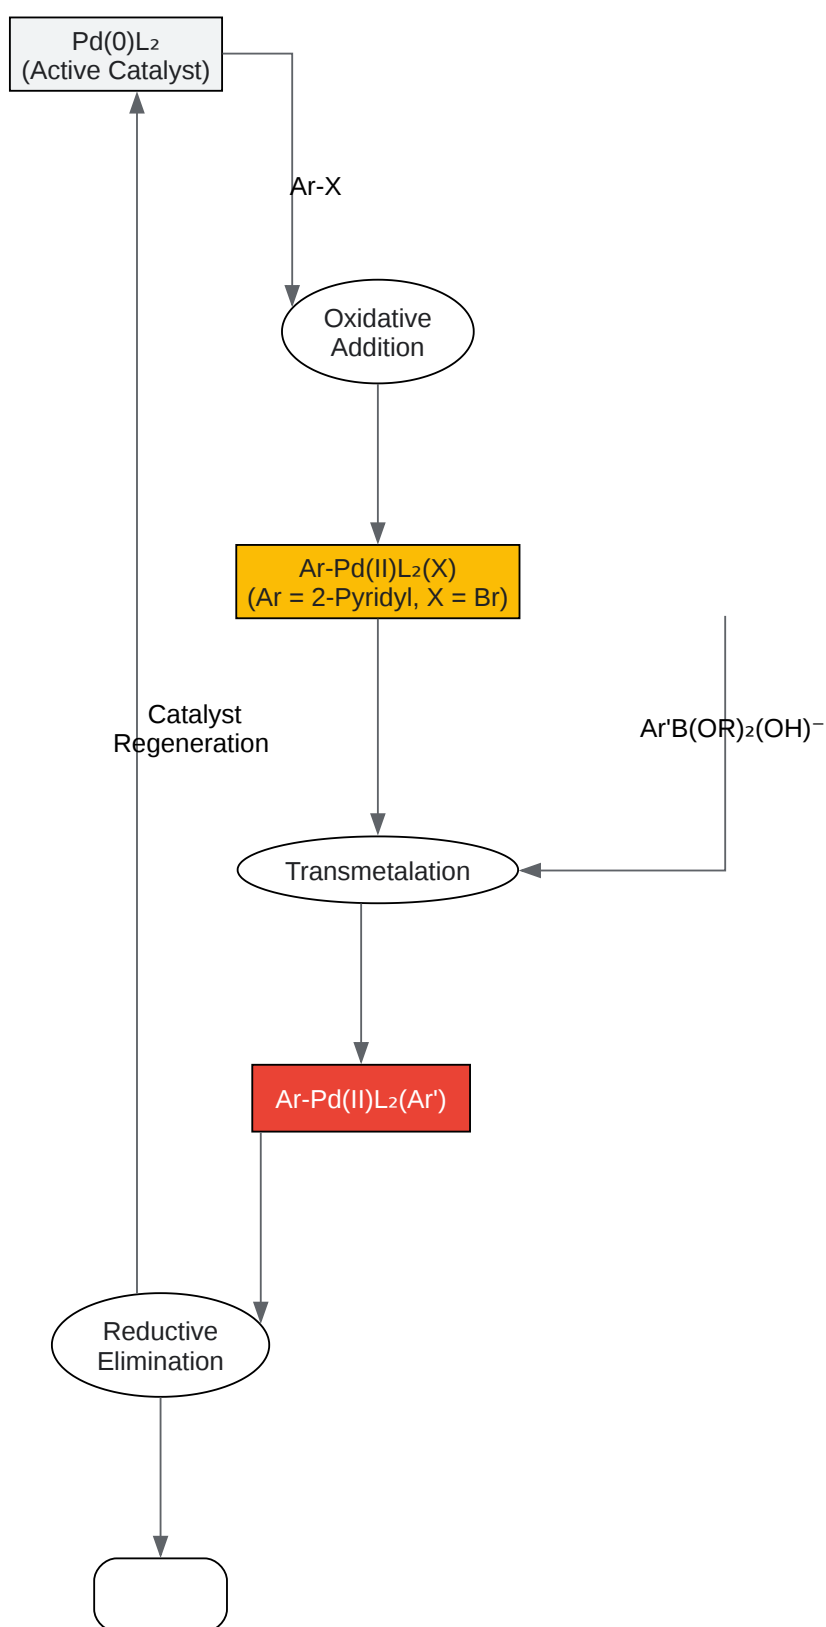 Pd(0)L₂
(Active Catalyst)
Ar-X
Oxidative
Addition
Ar-Pd(II)L₂(X)
(Ar = 2-Pyridyl, X = Br)
Catalyst
Regeneration
Ar'B(OR)₂(OH)⁻
Transmetalation
Ar-Pd(II)L₂(Ar')
Reductive
Elimination